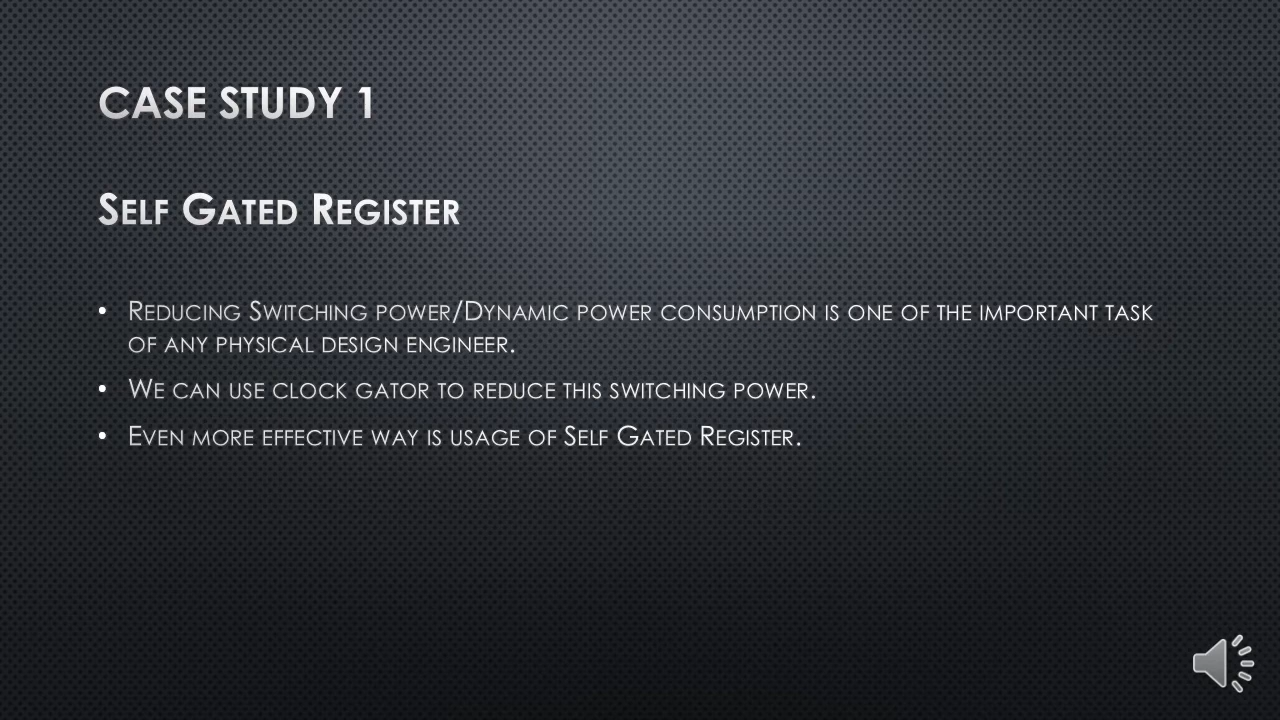 CASE STUDY 1
Self Gated Register
• Reducing Switching power/Dynamic power consumption is one of the important task
of any physical design engineer.
• We can use clock gator to reduce this switching power.
• Even more effective way is usage of Self Gated Register.